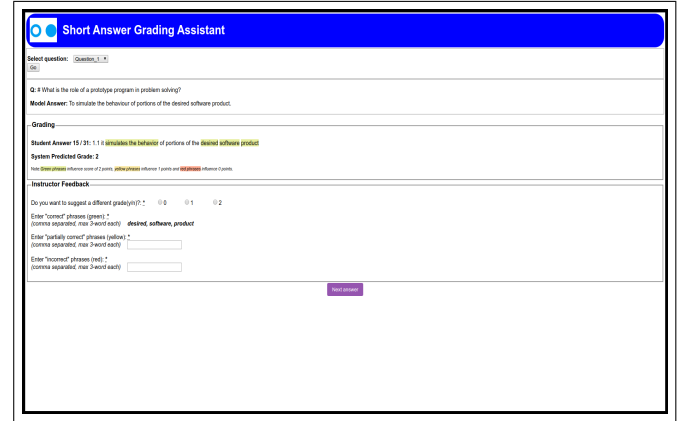 Short Answer Grading Assistant
Select question: Question_1
Go
Q: # What is the role of a prototype program in problem solving?
Model Answer: To simulate the behaviour of portions of the desired software product.
Grading
Student Answer 15 / 31: 1.1 it simulates the behavior of portions of the desired software product
System Predicted Grade: 2
Note: Green phrases influence score of 2 points, yellow phrases influence 1 points and red phrases influence 0 points.
Instructor Feedback
Do you want to suggest a different grade(y/n)?: * 0 1 2
Enter "correct" phrases (green): *
(comma separated, max 3-word each) desired, software, product
Enter "partially correct" phrases (yellow): *
(comma separated, max 3-word each)
Enter "incorrect" phrases (red): *
(comma separated, max 3-word each)
Next answer